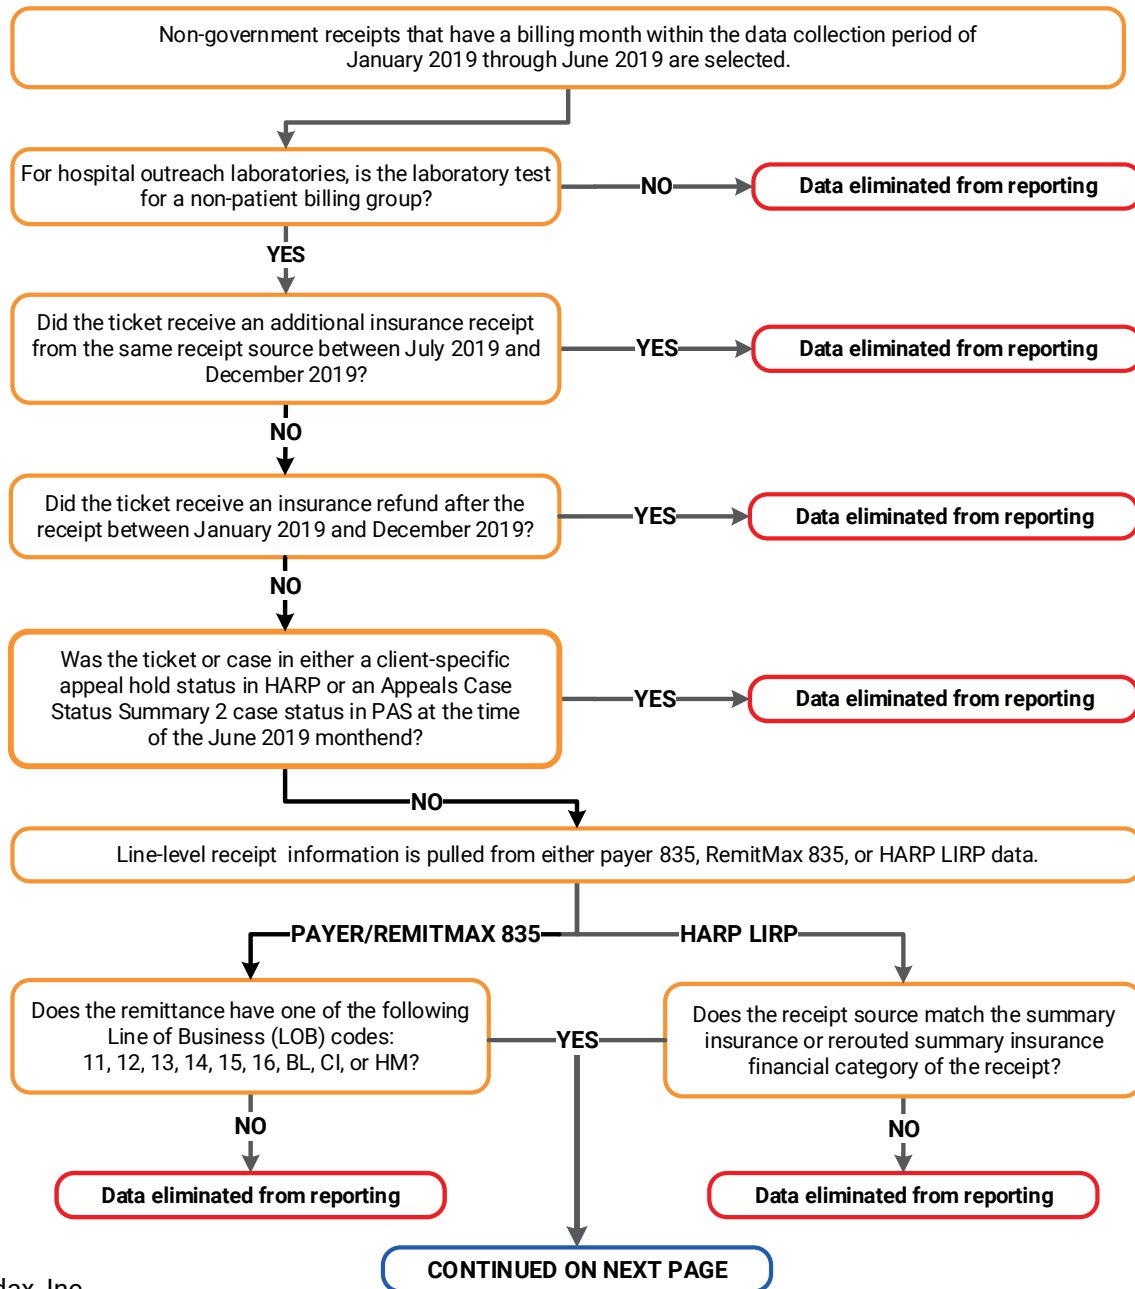 Non-government receipts that have a billing month within the data collection period of
January 2019 through June 2019 are selected.
For hospital outreach laboratories, is the laboratory test
for a non-patient billing group?
NO
Data eliminated from reporting
YES
Did the ticket receive an additional insurance receipt
from the same receipt source between July 2019 and
December 2019?
YES
Data eliminated from reporting
NO
Did the ticket receive an insurance refund after the
receipt between January 2019 and December 2019?
YES
Data eliminated from reporting
NO
Was the ticket or case in either a client-specific
appeal hold status in HARP or an Appeals Case
Status Summary 2 case status in PAS at the time
of the June 2019 monthend?
YES
Data eliminated from reporting
NO
Line-level receipt information is pulled from either payer 835, RemitMax 835, or HARP LIRP data.
PAYER/REMITMAX 835
HARP LIRP
Does the remittance have one of the following
Line of Business (LOB) codes:
11, 12, 13, 14, 15, 16, BL, CI, or HM?
YES
Does the receipt source match the summary
insurance or rerouted summary insurance
financial category of the receipt?
NO
NO
Data eliminated from reporting
Data eliminated from reporting
CONTINUED ON NEXT PAGE